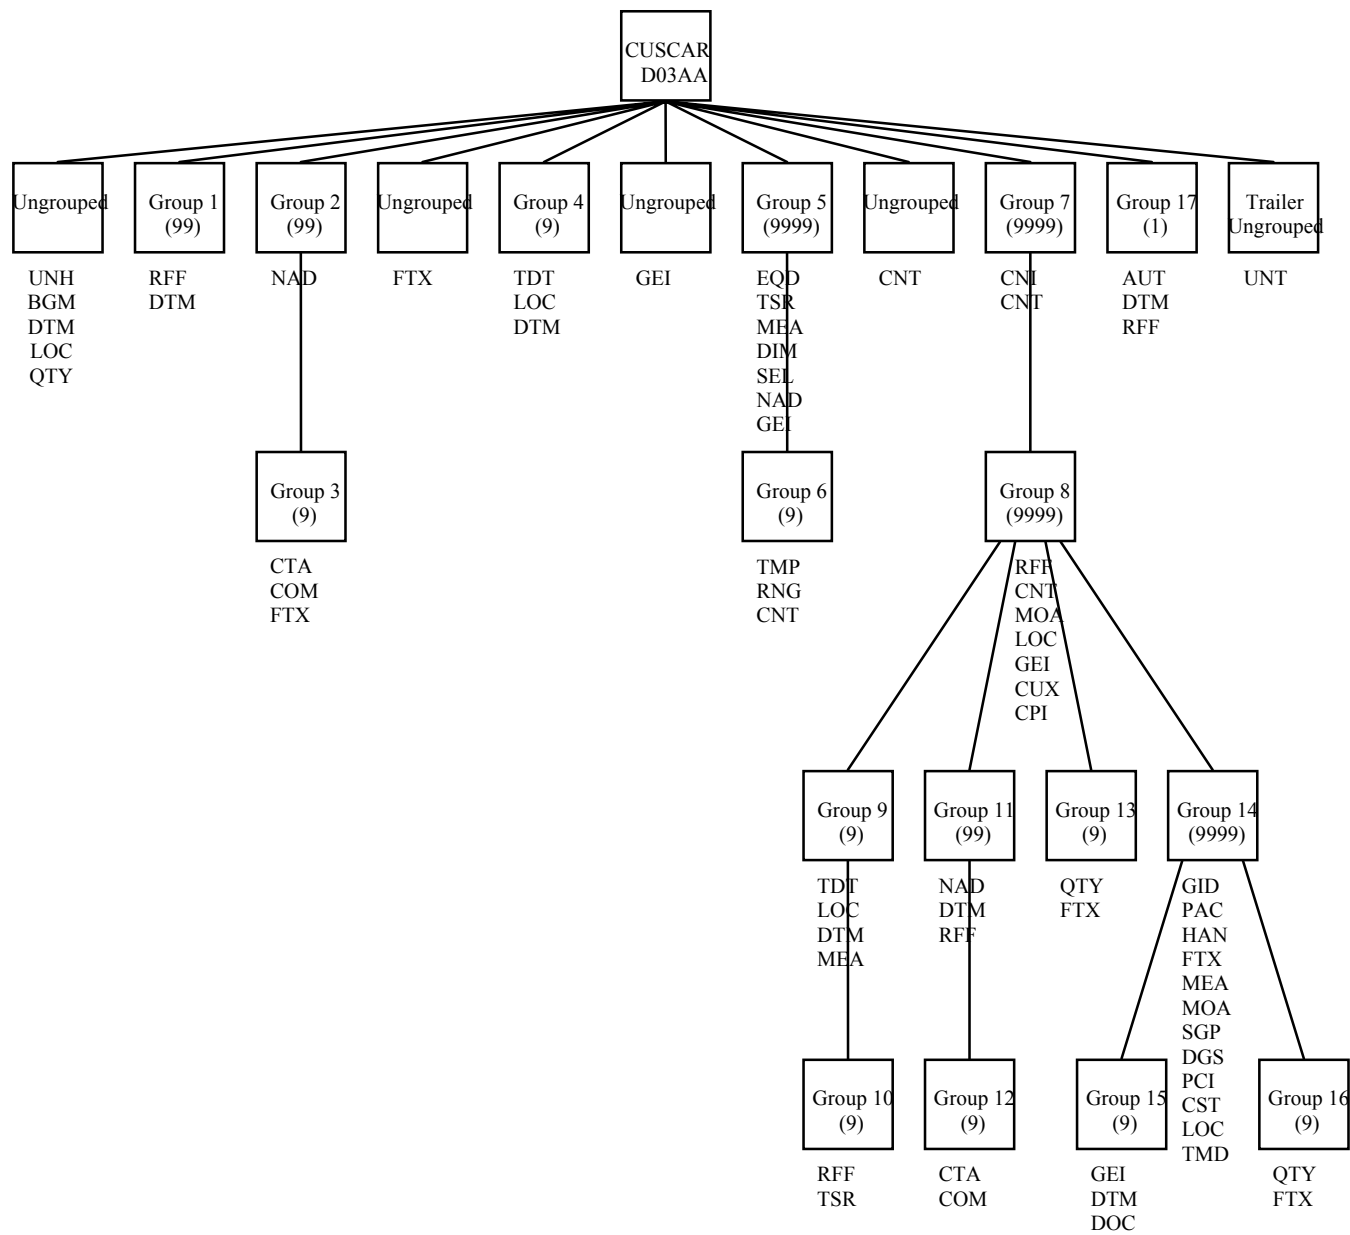 CUSCAR
D03AA
Ungrouped
Group 1
(99)
Group 2
(99)
Ungrouped
Group 4
(9)
Ungrouped
Group 5
(9999)
Ungrouped
Group 7
(9999)
Group 17
(1)
Trailer
Ungrouped
UNH
BGM
DTM
LOC
QTY
RFF
DTM
NAD
FTX
TDT
LOC
DTM
GEI
EQD
TSR
MEA
DIM
SEL
NAD
GEI
CNT
CNI
CNT
AUT
DTM
RFF
UNT
Group 3
(9)
Group 6
(9)
Group 8
(9999)
CTA
COM
FTX
TMP
RNG
CNT
RFF
CNT
MOA
LOC
GEI
CUX
CPI
Group 9
(9)
Group 11
(99)
Group 13
(9)
Group 14
(9999)
TDT
LOC
DTM
MEA
NAD
DTM
RFF
QTY
FTX
GID
PAC
HAN
FTX
MEA
MOA
SGP
DGS
PCI
CST
LOC
TMD
Group 10
(9)
Group 12
(9)
Group 15
(9)
Group 16
(9)
RFF
TSR
CTA
COM
GEI
DTM
DOC
QTY
FTX